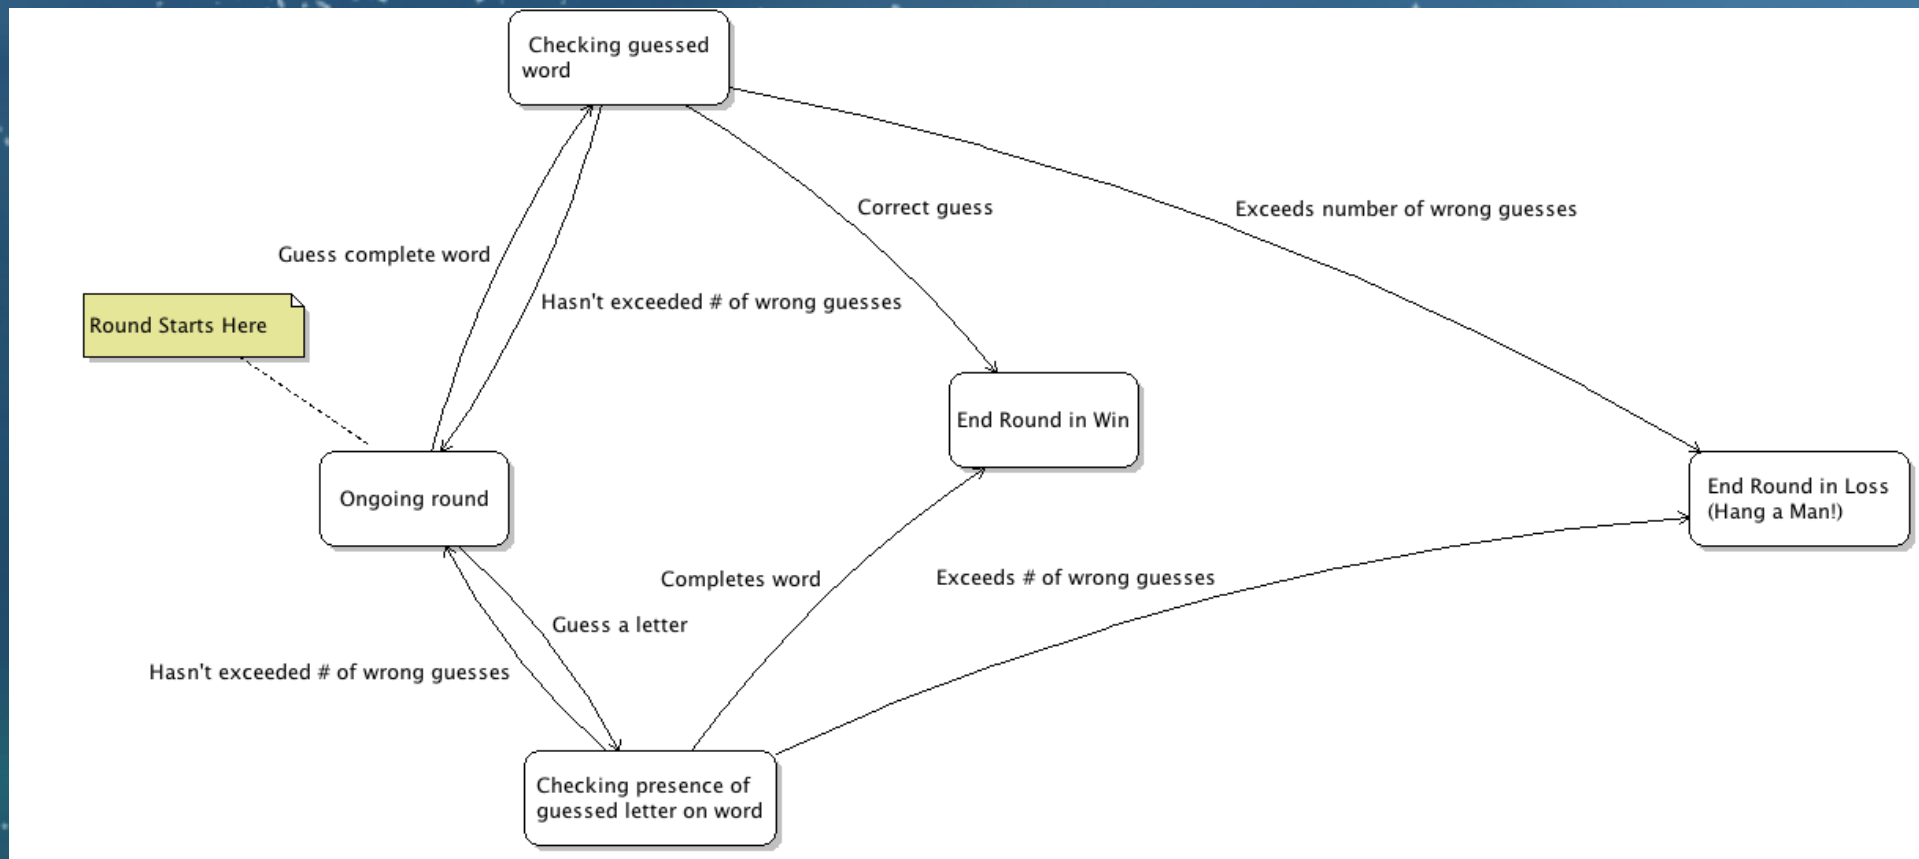 Checking guessed
word
Correct guess
Exceeds number of wrong guesses
Guess complete word
Hasn't exceeded # of wrong guesses
Round Starts Here
End Round in Win
Ongoing round
End Round in Loss
(Hang a Man!)
Completes word
Exceeds # of wrong guesses
Guess a letter
Hasn't exceeded # of wrong guesses
Checking presence of
guessed letter on word